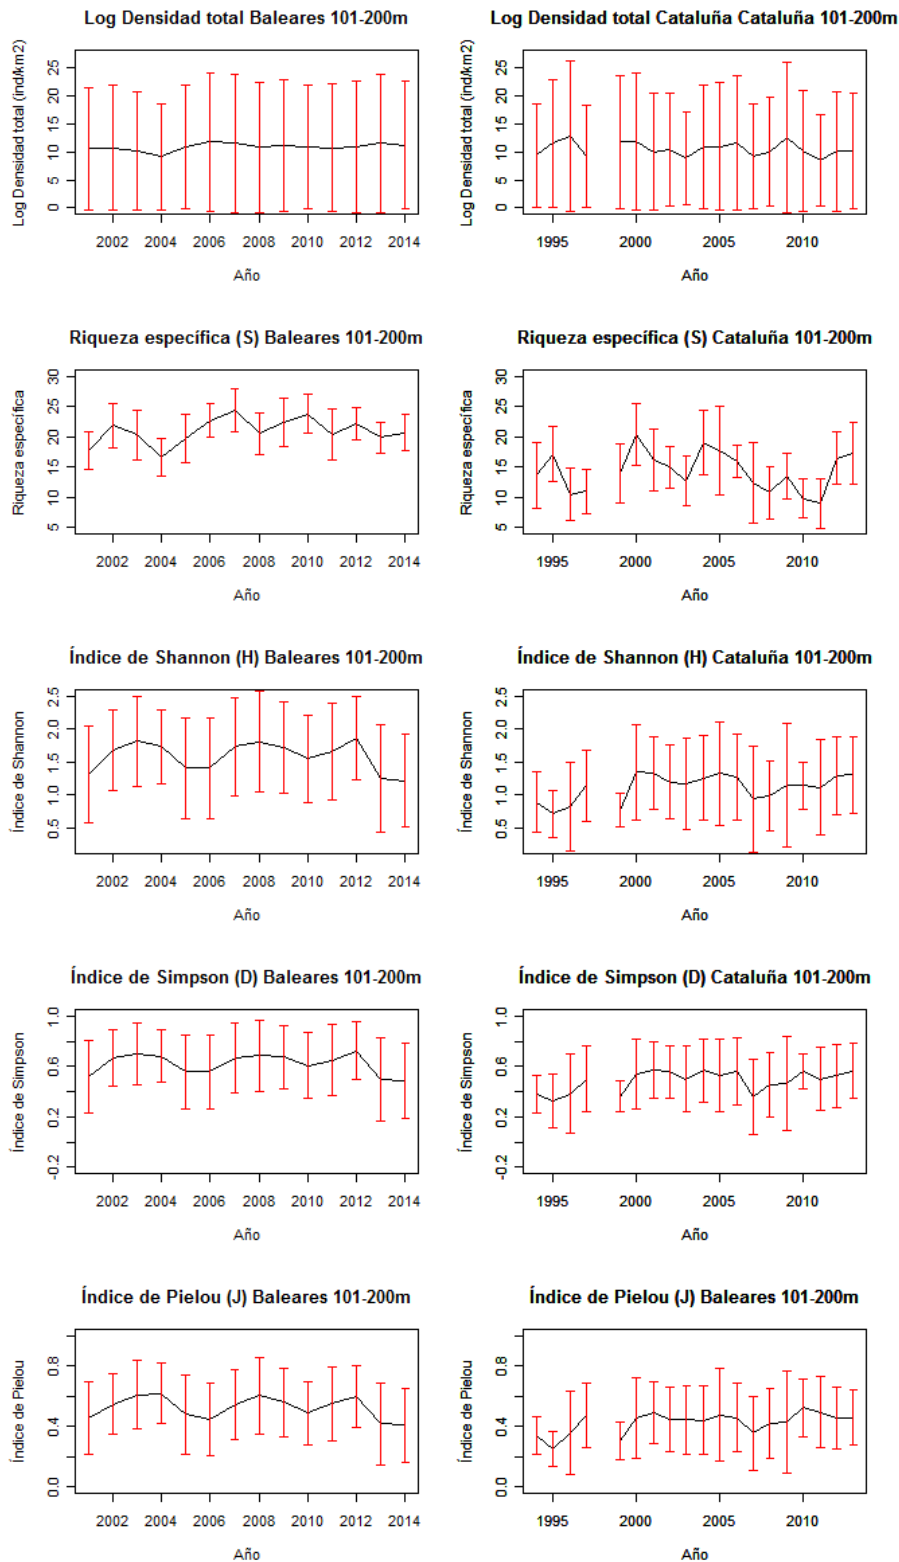 Log Densidad total Baleares 101-200m
Log Densidad total Cataluña Cataluña 101-200m
Log Densidad total (ind/km2)
25
20
15
10
5
0
2002 2004 2006 2008 2010 2012 2014
Año
Log Densidad total (ind/km2)
25
20
15
10
5
0
1995 2000 2005 2010
Año
Riqueza específica (S) Baleares 101-200m
Riqueza específica (S) Cataluña 101-200m
Riqueza específica
30
25
20
15
10
5
2002 2004 2006 2008 2010 2012 2014
Año
Riqueza específica
30
25
20
15
10
5
1995 2000 2005 2010
Año
Índice de Shannon (H) Baleares 101-200m
Índice de Shannon (H) Cataluña 101-200m
Índice de Shannon
2.5
2.0
1.5
1.0
0.5
2002 2004 2006 2008 2010 2012 2014
Año
Índice de Shannon
2.5
2.0
1.5
1.0
0.5
1995 2000 2005 2010
Año
Índice de Simpson (D) Baleares 101-200m
Índice de Simpson (D) Cataluña 101-200m
Índice de Simpson
1.0
0.6
0.2
-0.2
2002 2004 2006 2008 2010 2012 2014
Año
Índice de Simpson
1.0
0.6
0.2
-0.2
1995 2000 2005 2010
Año
Índice de Pielou (J) Baleares 101-200m
Índice de Pielou (J) Baleares 101-200m
Índice de Pielou
0.8
0.4
0.0
2002 2004 2006 2008 2010 2012 2014
Año
Índice de Pielou
0.8
0.4
0.0
1995 2000 2005 2010
Año